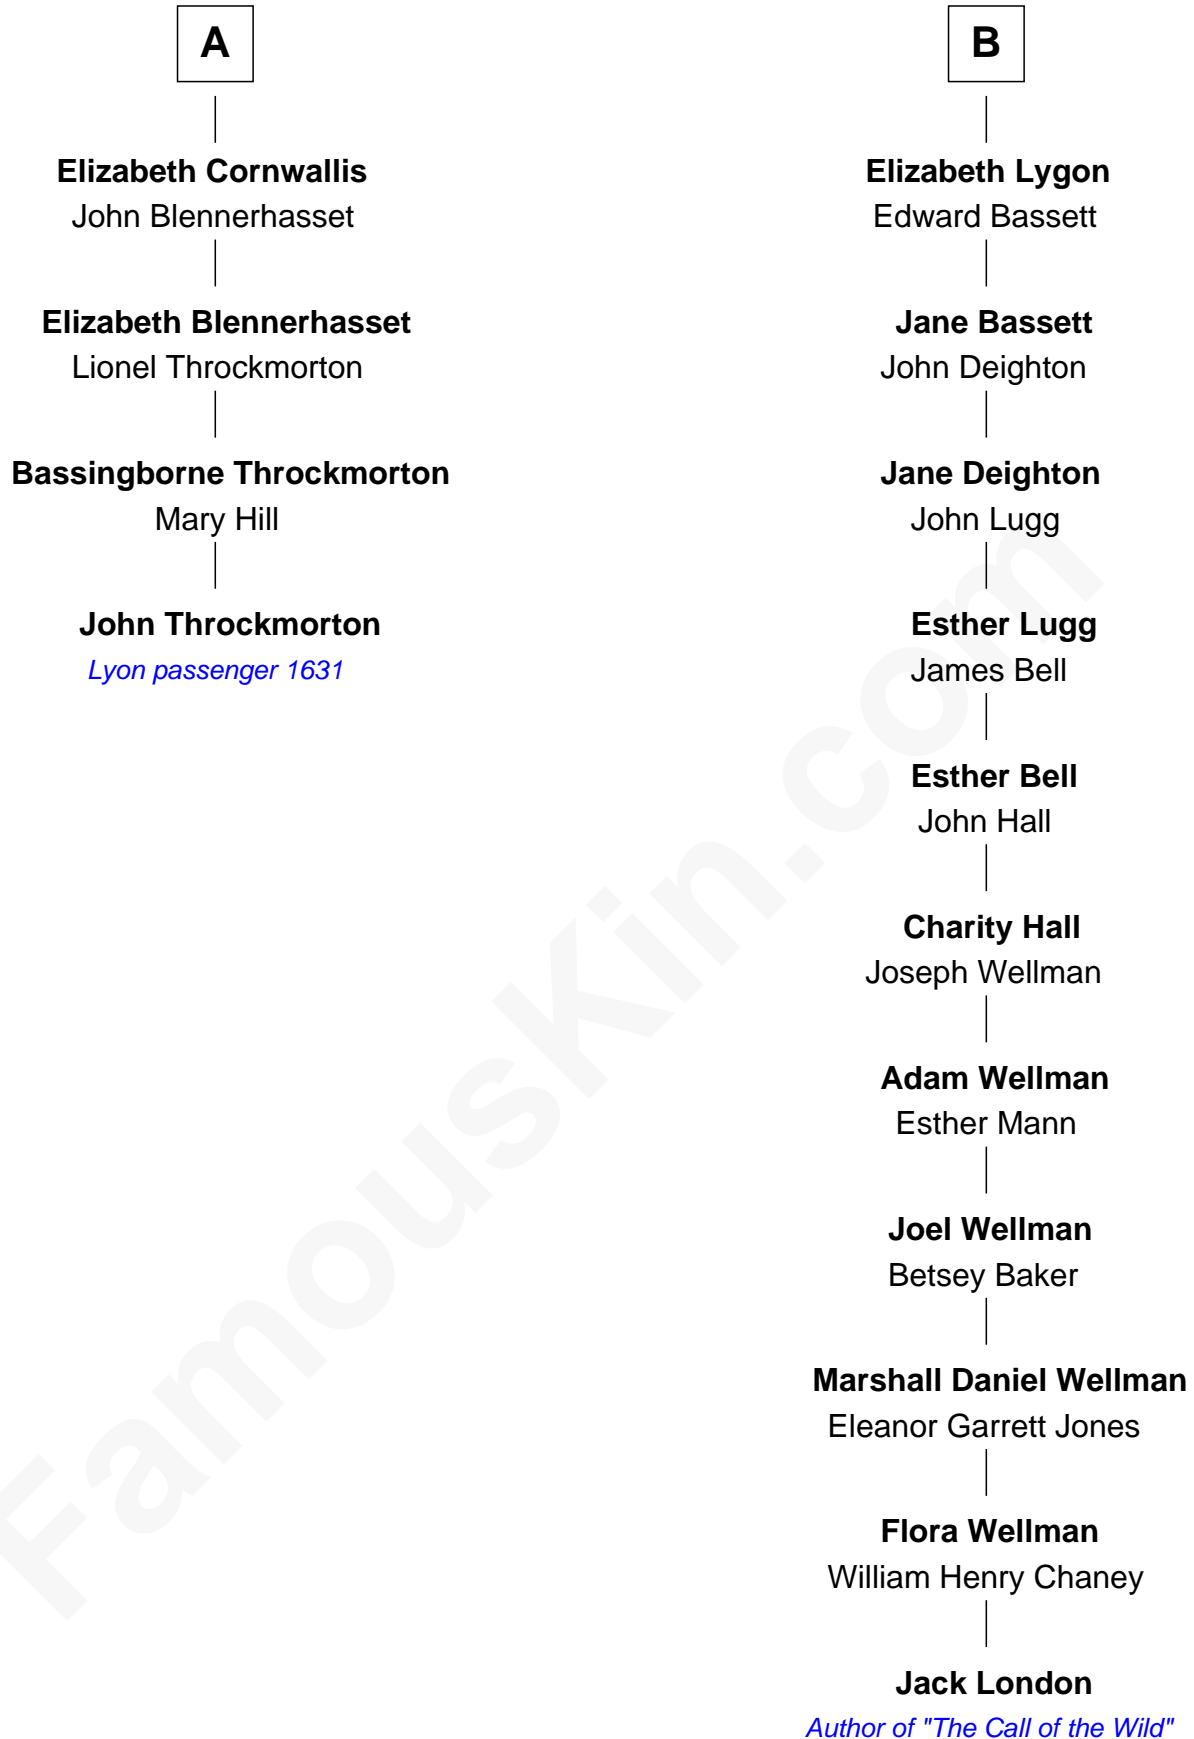 A
Elizabeth Cornwallis
John Blennerhasset
Elizabeth Blennerhasset
Lionel Throckmorton
Bassingborne Throckmorton
Mary Hill
John Throckmorton
Lyon passenger 1631
B
Elizabeth Lygon
Edward Bassett
Jane Bassett
John Deighton
Jane Deighton
John Lugg
Esther Lugg
James Bell
Esther Bell
John Hall
Charity Hall
Joseph Wellman
Adam Wellman
Esther Mann
Joel Wellman
Betsey Baker
Marshall Daniel Wellman
Eleanor Garrett Jones
Flora Wellman
William Henry Chaney
Jack London
Author of "The Call of the Wild"
FamousKin.com